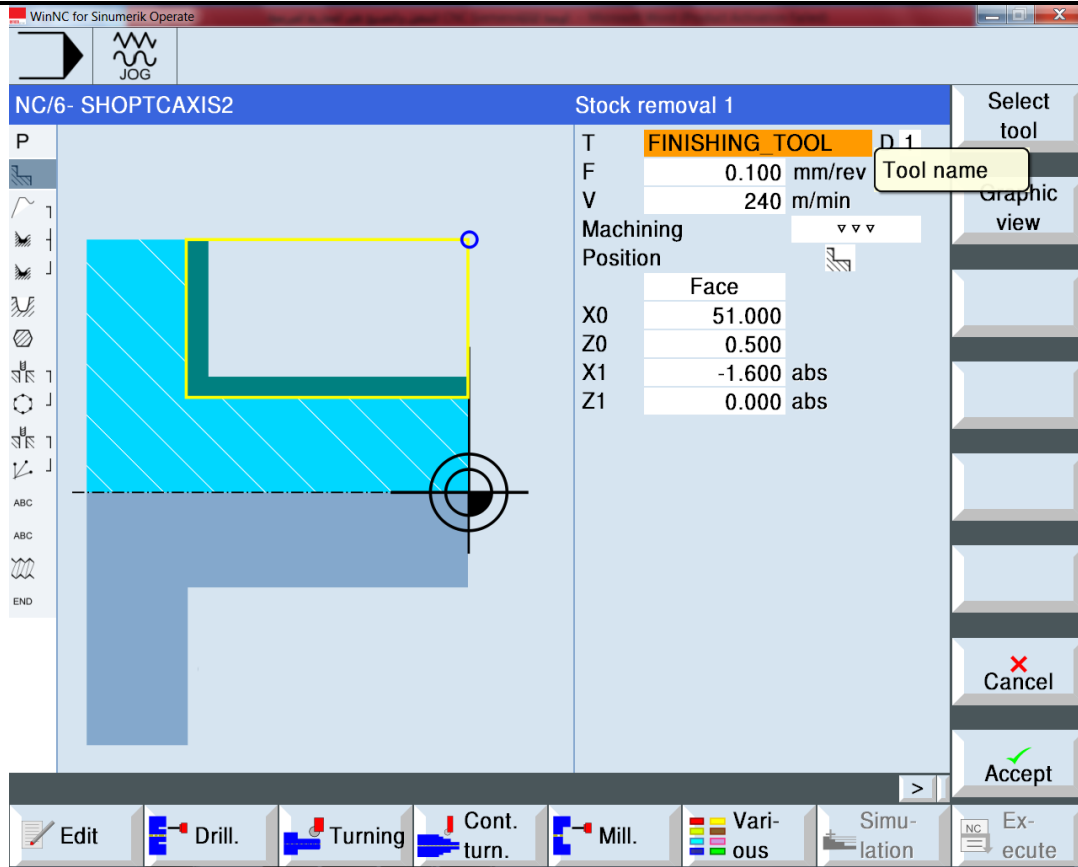 WinNC for Sinumerik Operate
JOG
NC/6- SHOPTCAXIS2
Stock removal 1
Select
tool
P
T FINISHING_TOOL D 1
Tool name
F 0.100 mm/rev
Graphic
view
V 240 m/min
Machining
Position
Face
X0 51.000
Z0 0.500
X1 -1.600 abs
Z1 0.000 abs
ABC
ABC
END
Cancel
Accept
>
Edit
Drill.
Turning
Cont.
turn.
Mill.
Vari-
ous
Simu-
lation
NC
Ex-
ecute